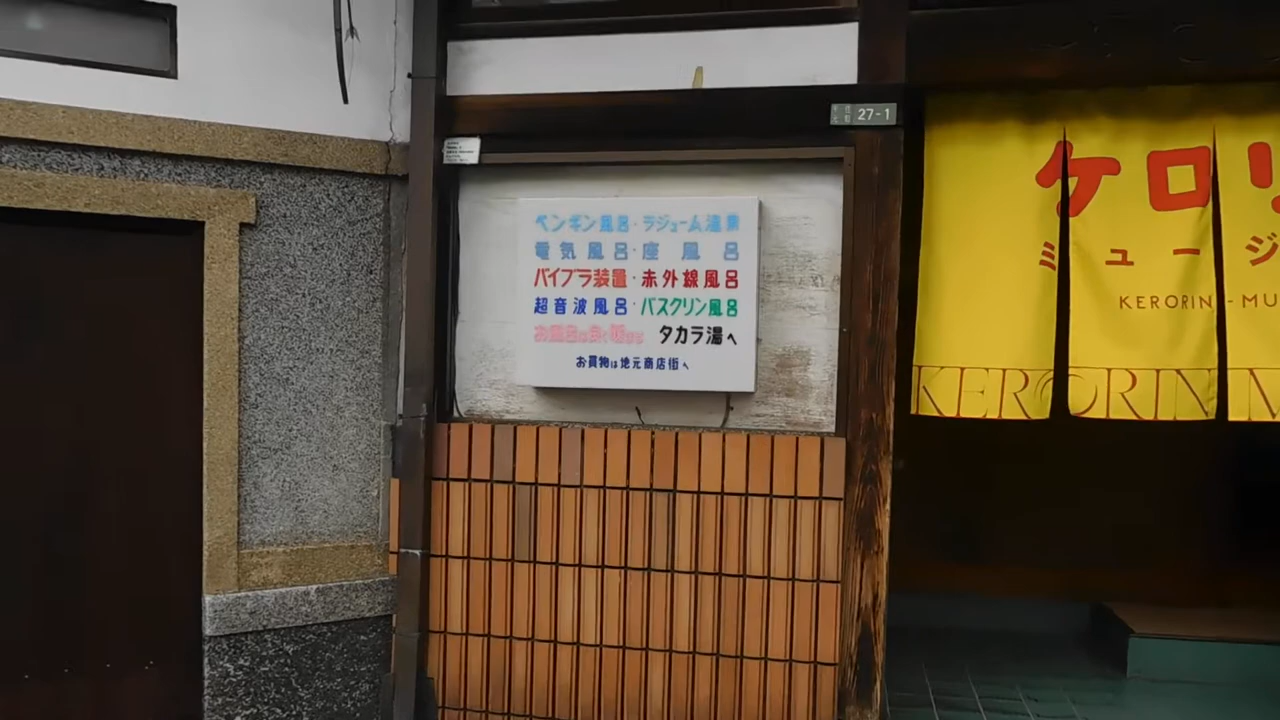 ペンギン風呂・ラジューム温泉
電気風呂・座風呂
バイブラ装置・赤外線風呂
超音波風呂・バスクリン風呂
タカラ湯へ
お買物は地元商店街へ
27-1
ケロリ
ミュージ
KERORIN-MU
KERORIN M